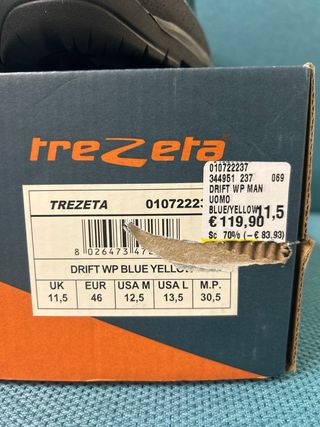 trezeta
010722237
344951 237 069
DRIFT WP MAN
UOMO
BLUE/YELLOW 11,5
€ 119,90
Sc 70% (-€ 83,93)
TREZETA 01072223
8 026473 472
DRIFT WP BLUE YELLOW
UK EUR USA M USA L M.P.
11,5 46 12,5 13,5 30,5